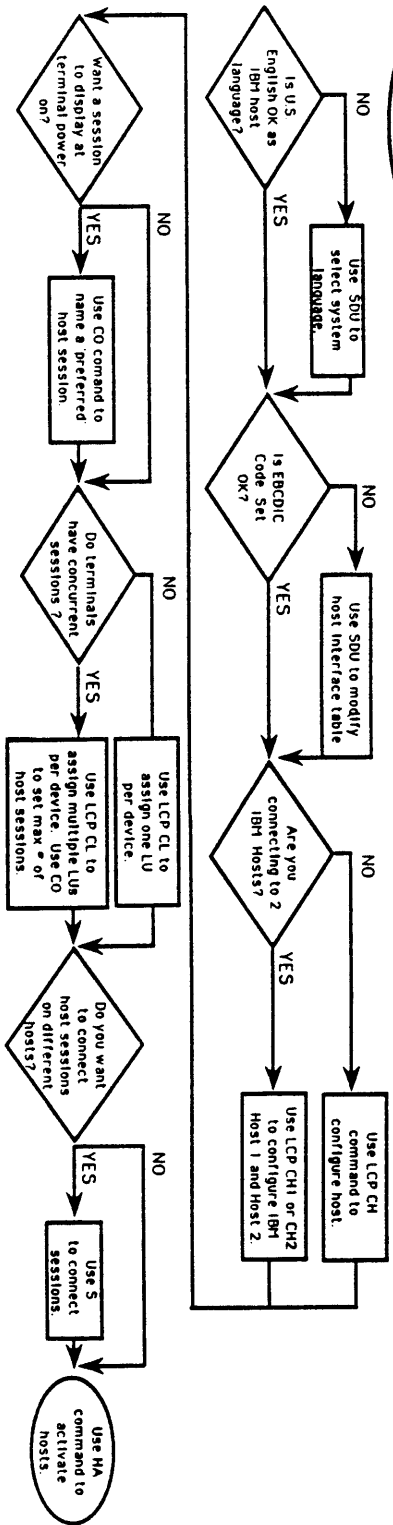 Is U.S.
English OK as
IBM host
language?
NO
YES
Use SDU to
select system
language.
Is EBCDIC
Code Set
OK?
NO
YES
Use SDU to modify
host interface table
Are you
connecting to 2
IBM Hosts?
NO
YES
Use LCP CH
command to
configure host.
Use LCP CH1 or CH2
to configure IBM
Host 1 and Host 2.
Want a session
to display at
terminal power
on?
NO
YES
Use CO comand to
name a 'preferred'
host session.
Do terminals
have concurrent
sessions ?
NO
YES
Use LCP CL to
assign one LU
per device.
Use LCP CL to
assign multiple LUs
per device. Use CO
to set max # of
host sessions.
Do you want
to connect
host sessions
on different
hosts?
NO
YES
Use S
to connect
sessions.
Use HA
command to
activate
hosts.